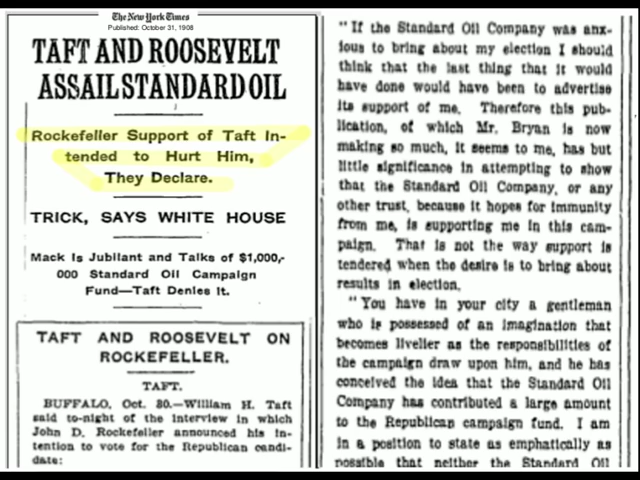 The New York Times
Published: October 31, 1908
TAFT AND ROOSEVELT
ASSAIL STANDARD OIL
Rockefeller Support of Taft In-
tended to Hurt Him,
They Declare.
TRICK, SAYS WHITE HOUSE
Mack Is Jubilant and Talks of $1,000,-
000 Standard Oil Campaign
Fund—Taft Denies It.
TAFT AND ROOSEVELT ON
ROCKEFELLER.
TAFT.
BUFFALO, Oct. 30.—William H. Taft
said to-night of the interview in which
John D. Rockefeller announced his in-
tention to vote for the Republican candi-
date:
"If the Standard Oil Company was anx-
ious to bring about my election I should
think that the last thing that it would
have done would have been to advertise
its support of me. Therefore this pub-
lication, of which Mr. Bryan is now
making so much, it seems to me, has but
little significance in attempting to show
that the Standard Oil Company, or any
other trust, because it hopes for immunity
from me, is supporting me in this cam-
paign. That is not the way support is
tendered when the desire is to bring about
results in election.
"You have in your city a gentleman
who is possessed of an imagination that
becomes livelier as the responsibilities of
the campaign draw upon him, and he has
conceived the idea that the Standard Oil
Company has contributed a large amount
to the Republican campaign fund. I am
in a position to state as emphatically as
possible that neither the Standard Oil